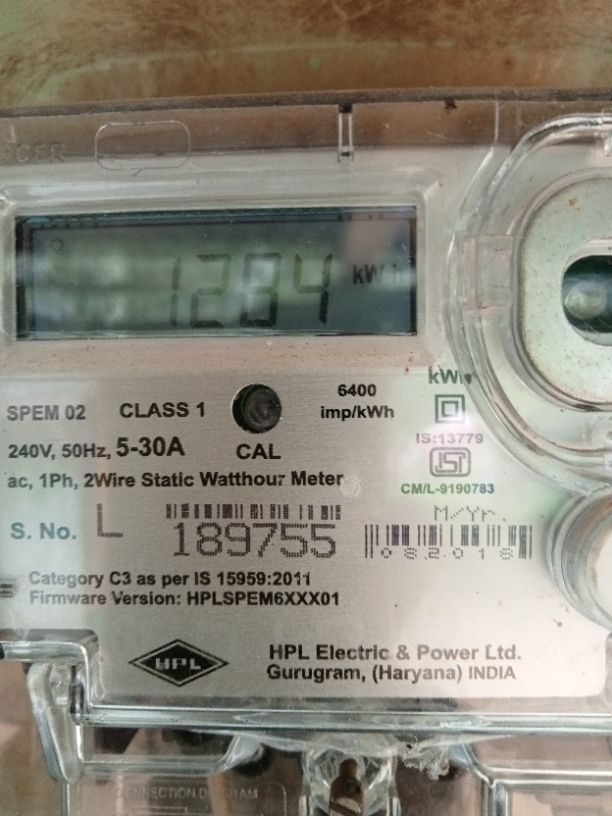 1284 kWh
SPEM 02 CLASS 1 6400 imp/kWh kWh
240V, 50Hz, 5-30A CAL IS:13779
ac, 1Ph, 2Wire Static Watthour Meter CM/L-9190783
S. No. L 189755 M/Yr. 082018
Category C3 as per IS 15959:2011
Firmware Version: HPLSPEM6XXX01
HPL HPL Electric & Power Ltd.
Gurugram, (Haryana) INDIA
CONNECTION DIAGRAM